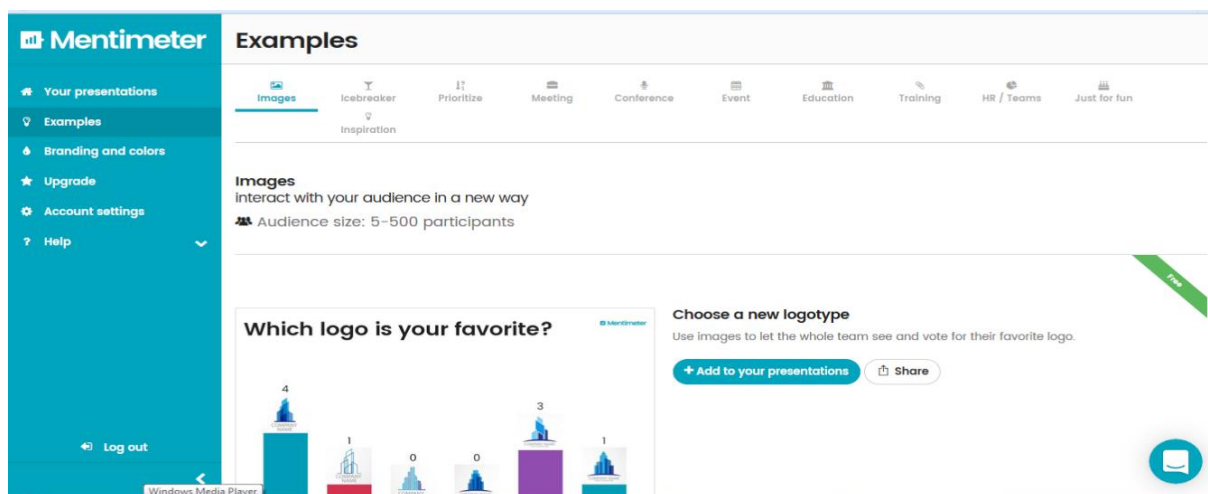 Mentimeter
Your presentations
Examples
Branding and colors
Upgrade
Account settings
? Help
Log out
Windows Media Player
Examples
Images Icebreaker Prioritize Meeting Conference Event Education Training HR / Teams Just for fun
Inspiration
Images
interact with your audience in a new way
Audience size: 5-500 participants
Free
Which logo is your favorite? Mentimeter
4
COMPANY
NAME
1
COMPANY
NAME
0
0
3
1
Choose a new logotype
Use images to let the whole team see and vote for their favorite logo.
+ Add to your presentations Share